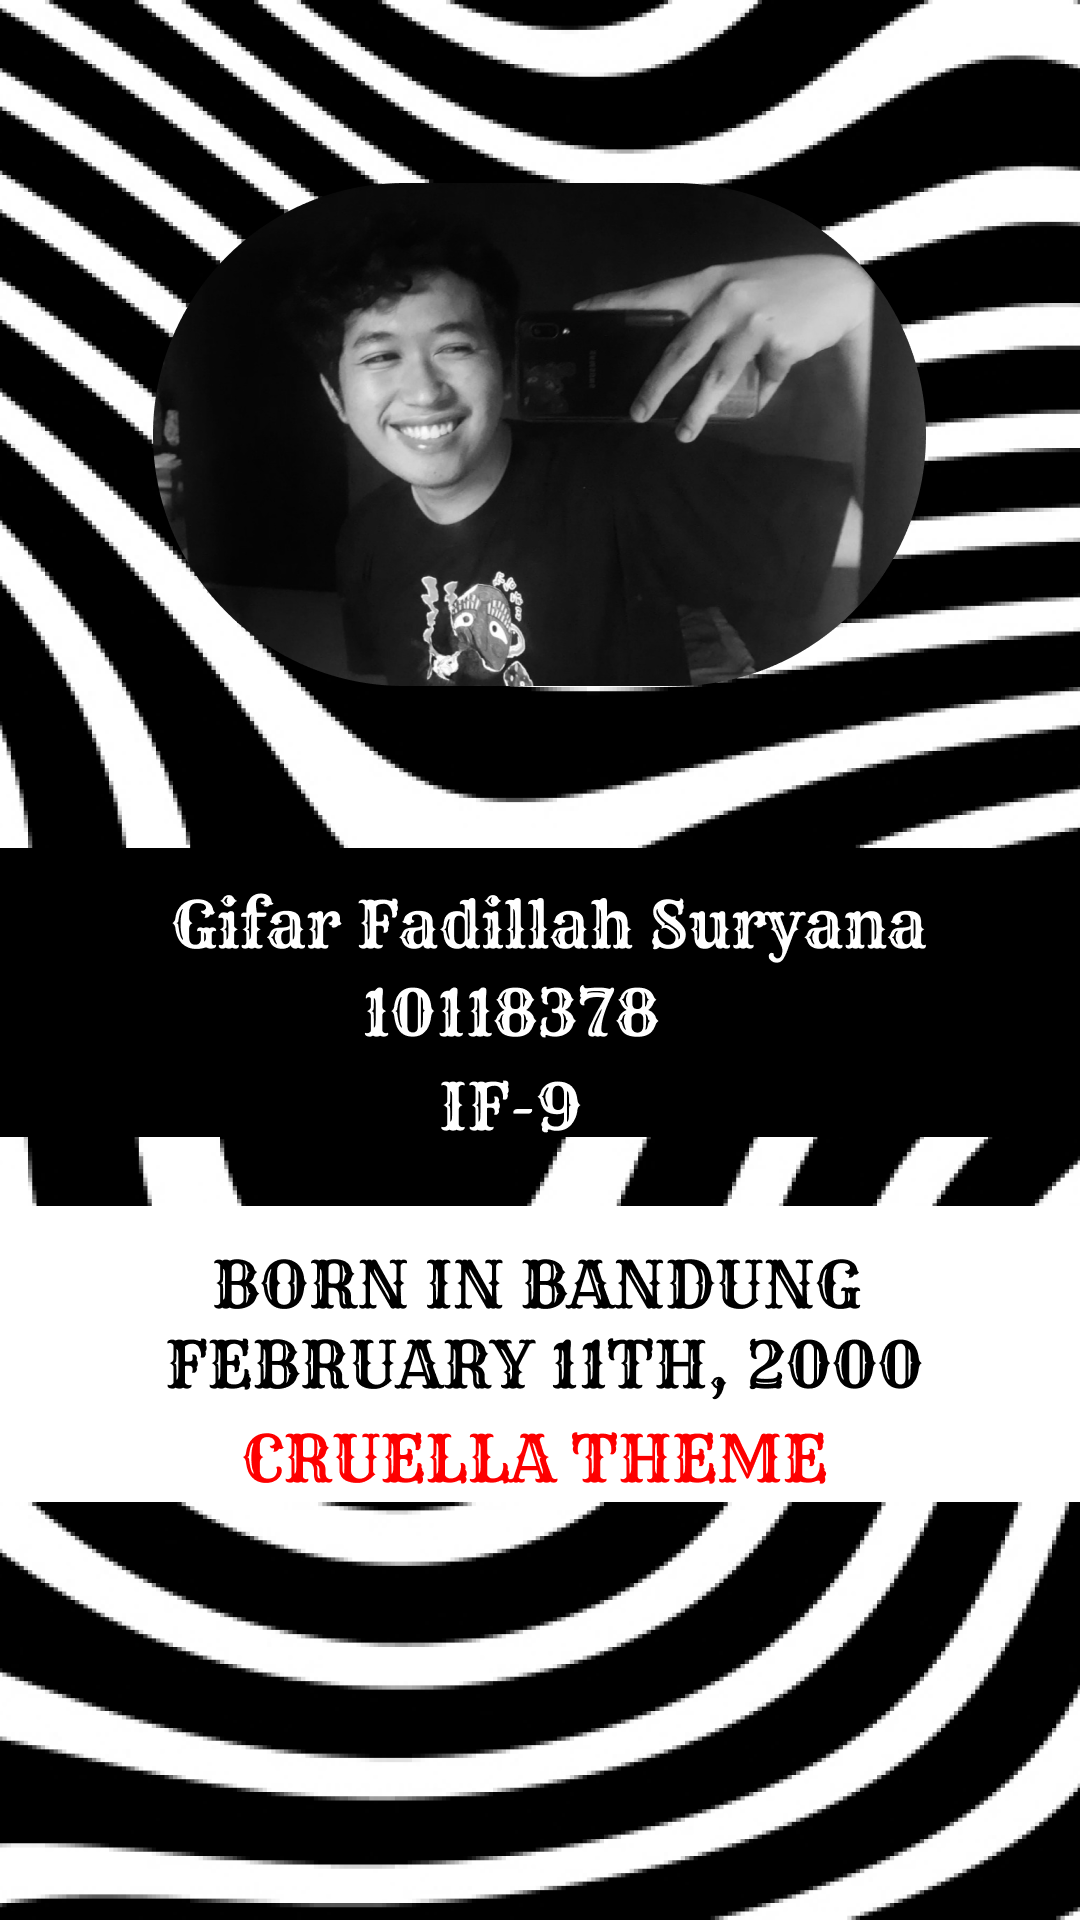 Gifar Fadillah Suryana
10118378
IF-9
BORN IN BANDUNG
FEBRUARY 11TH, 2000
CRUELLA THEME